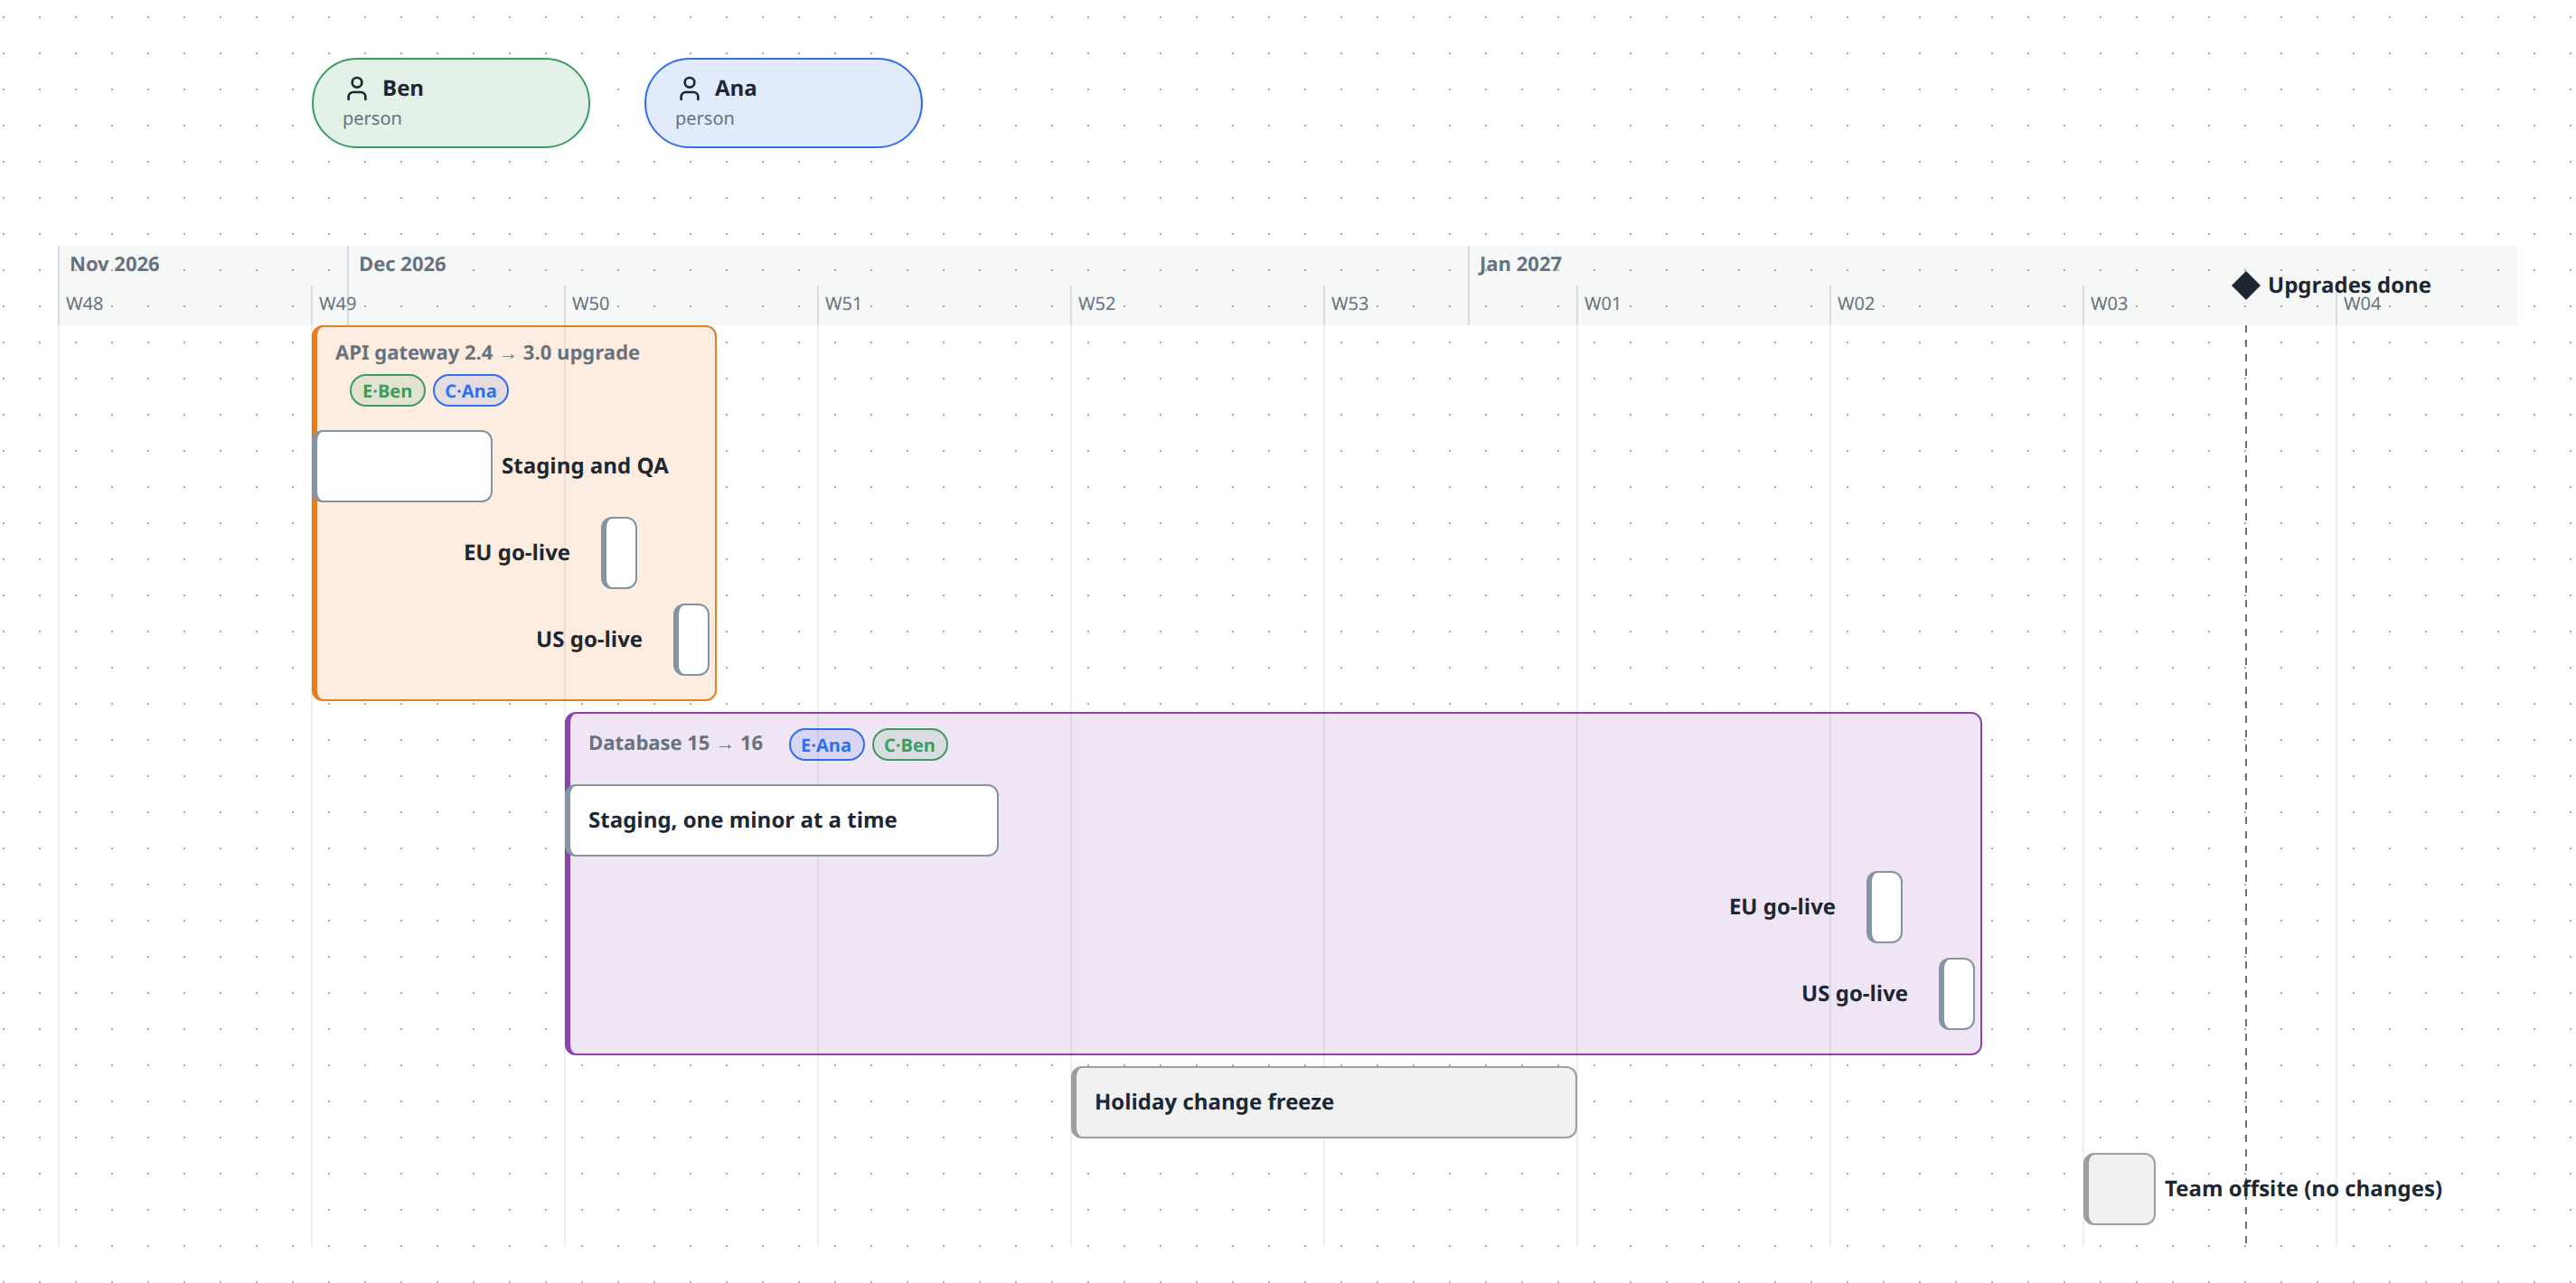 Ben
person
Ana
person
Nov 2026
Dec 2026
Jan 2027
Upgrades done
W48
W49
W50
W51
W52
W53
W01
W02
W03
W04
API gateway 2.4 → 3.0 upgrade
E·Ben
C·Ana
Staging and QA
EU go-live
US go-live
Database 15 → 16
E·Ana
C·Ben
Staging, one minor at a time
EU go-live
US go-live
Holiday change freeze
Team offsite (no changes)